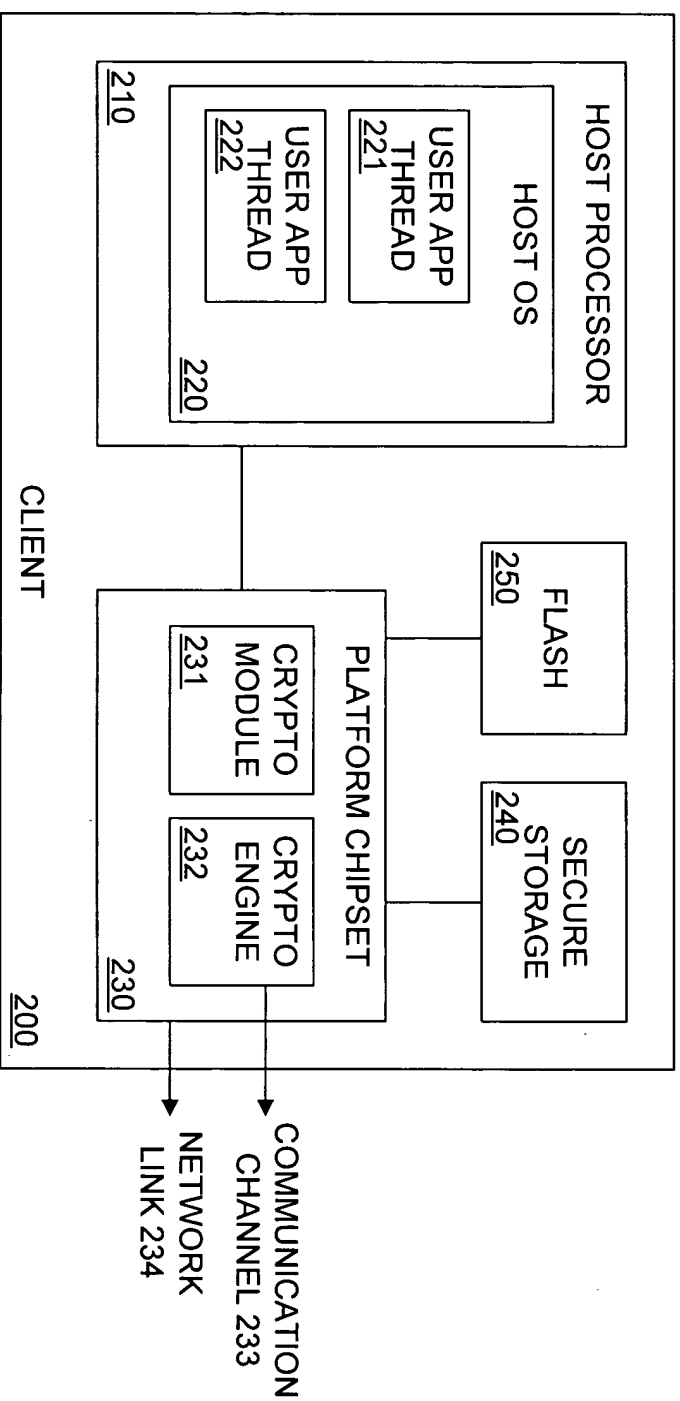 HOST PROCESSOR
HOST OS
USER APP
THREAD
221
USER APP
THREAD
222
220
210
FLASH
250
SECURE
STORAGE
240
PLATFORM CHIPSET
CRYPTO
MODULE
231
CRYPTO
ENGINE
232
230
CLIENT
200
COMMUNICATION
CHANNEL 233
NETWORK
LINK 234